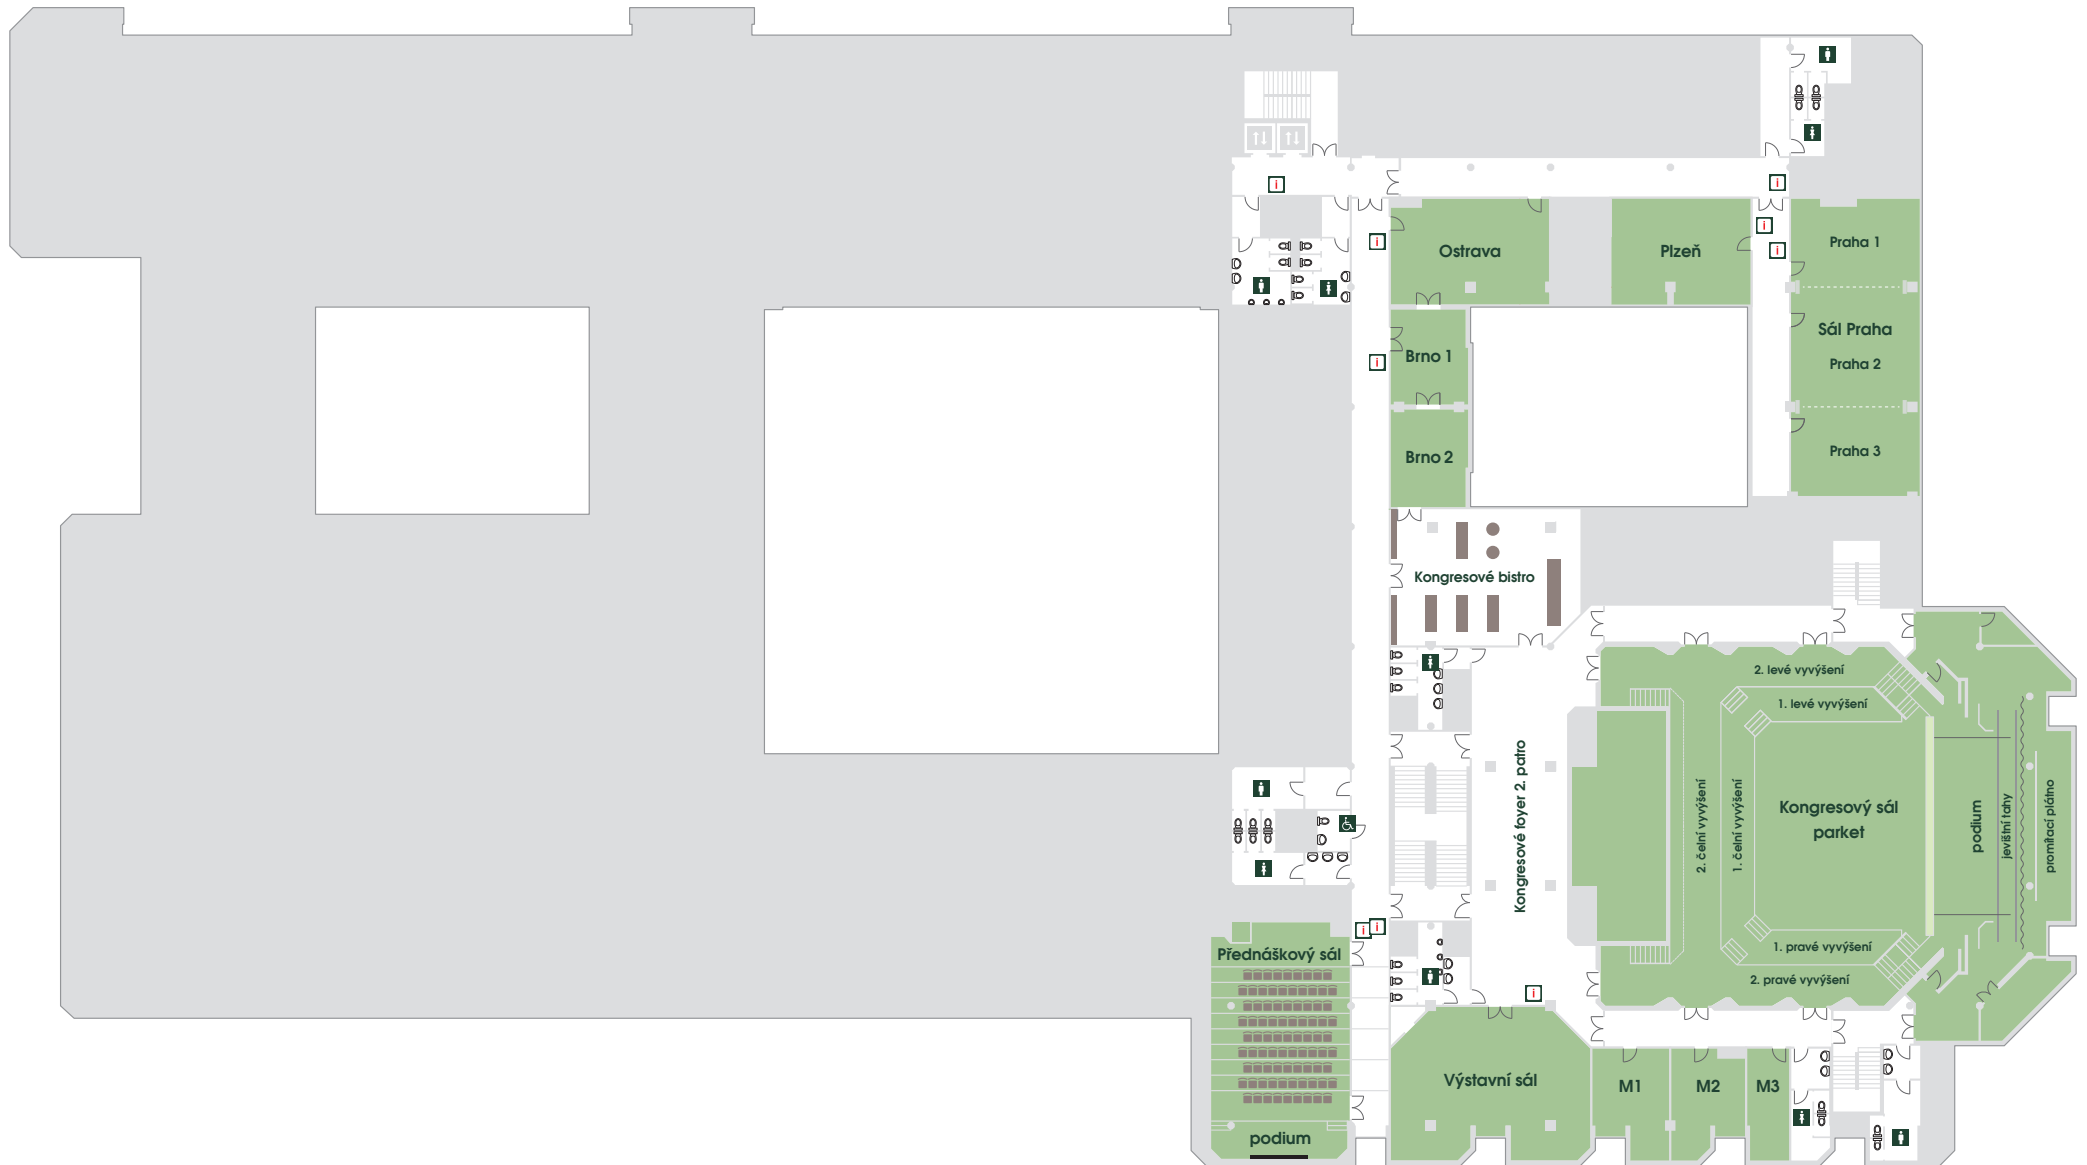 i
i
i
i
i
i
Praha 1
Ostrava
Plzeň
Sál Praha
Brno 1
i
Praha 2
Praha 3
Brno 2
Kongresové bistro
2. levé vyvýšení
1. levé vyvýšení
Kongresové foyer 2. patro
2. čelní vyvýšení
1. čelní vyvýšení
Kongresový sál
parket
podium
jevištní tahy
promítací plátno
i
i
1. pravé vyvýšení
Přednáškový sál
2. pravé vyvýšení
i
Výstavní sál
M1
M2
M3
podium